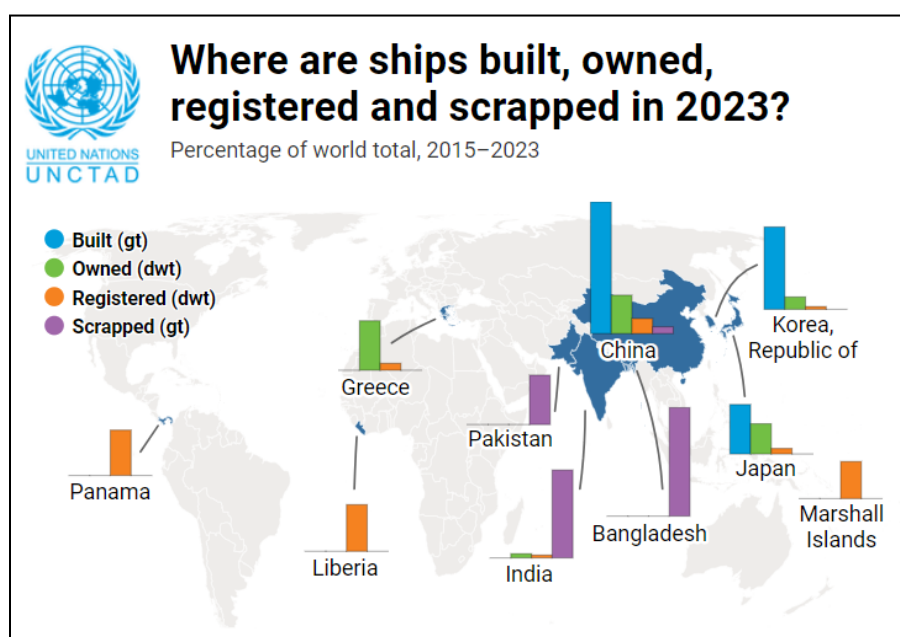 Where are ships built, owned,
registered and scrapped in 2023?
Percentage of world total, 2015–2023
UNITED NATIONS
UNCTAD
Built (gt)
Owned (dwt)
Registered (dwt)
Scrapped (gt)
China
Korea,
Republic of
Greece
Pakistan
Japan
Panama
Marshall
Islands
Bangladesh
Liberia
India